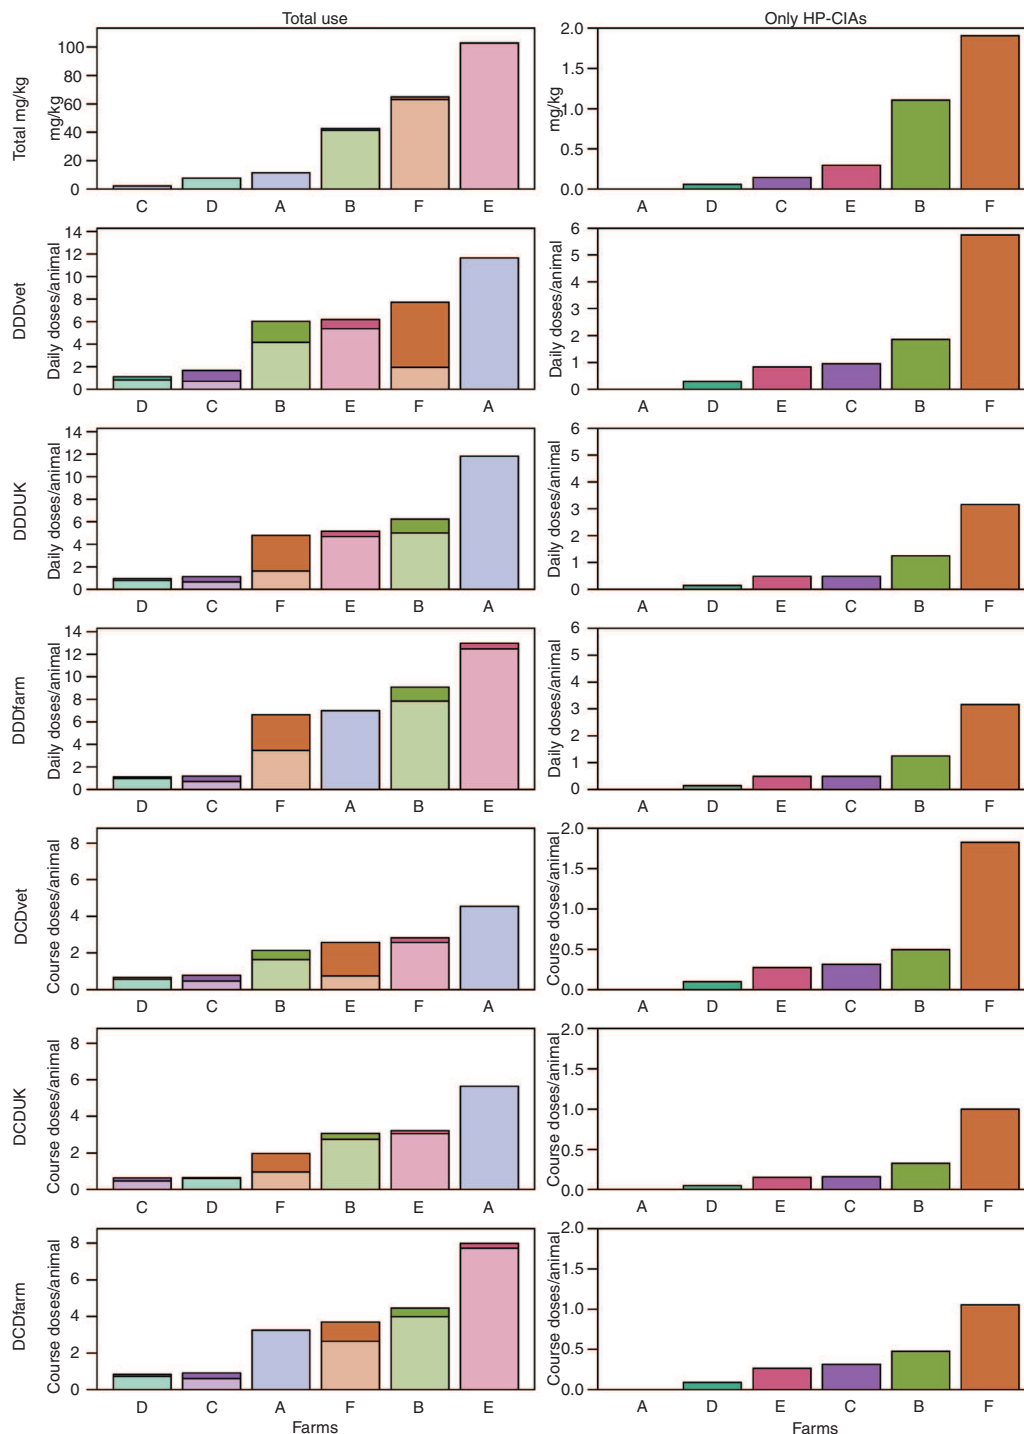 Total use
Only HP-CIAs
Total mg/kg
mg/kg
100
80
60
40
20
0
C D A B F E
mg/kg
2.0
1.5
1.0
0.5
0.0
A D C E B F
DDDvet
Daily doses/animal
14
12
10
8
6
4
2
0
D C B E F A
Daily doses/animal
6
5
4
3
2
1
0
A D E C B F
DDDUK
Daily doses/animal
14
12
10
8
6
4
2
0
D C F E B A
Daily doses/animal
6
5
4
3
2
1
0
A D E C B F
DDDfarm
Daily doses/animal
14
12
10
8
6
4
2
0
D C F A B E
Daily doses/animal
6
5
4
3
2
1
0
A D E C B F
DCDvet
Course doses/animal
8
6
4
2
0
D C B E F A
Course doses/animal
2.0
1.5
1.0
0.5
0.0
A D E C B F
DCDUK
Course doses/animal
8
6
4
2
0
C D F B E A
Course doses/animal
2.0
1.5
1.0
0.5
0.0
A D E C B F
DCDfarm
Course doses/animal
8
6
4
2
0
D C A F B E
Farms
Course doses/animal
2.0
1.5
1.0
0.5
0.0
A D E C B F
Farms